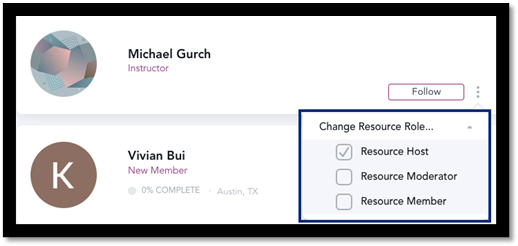 Michael Gurch
Instructor
Follow
Change Resource Role...
Resource Host
Resource Moderator
Resource Member
K
Vivian Bui
New Member
0% COMPLETE · Austin, TX